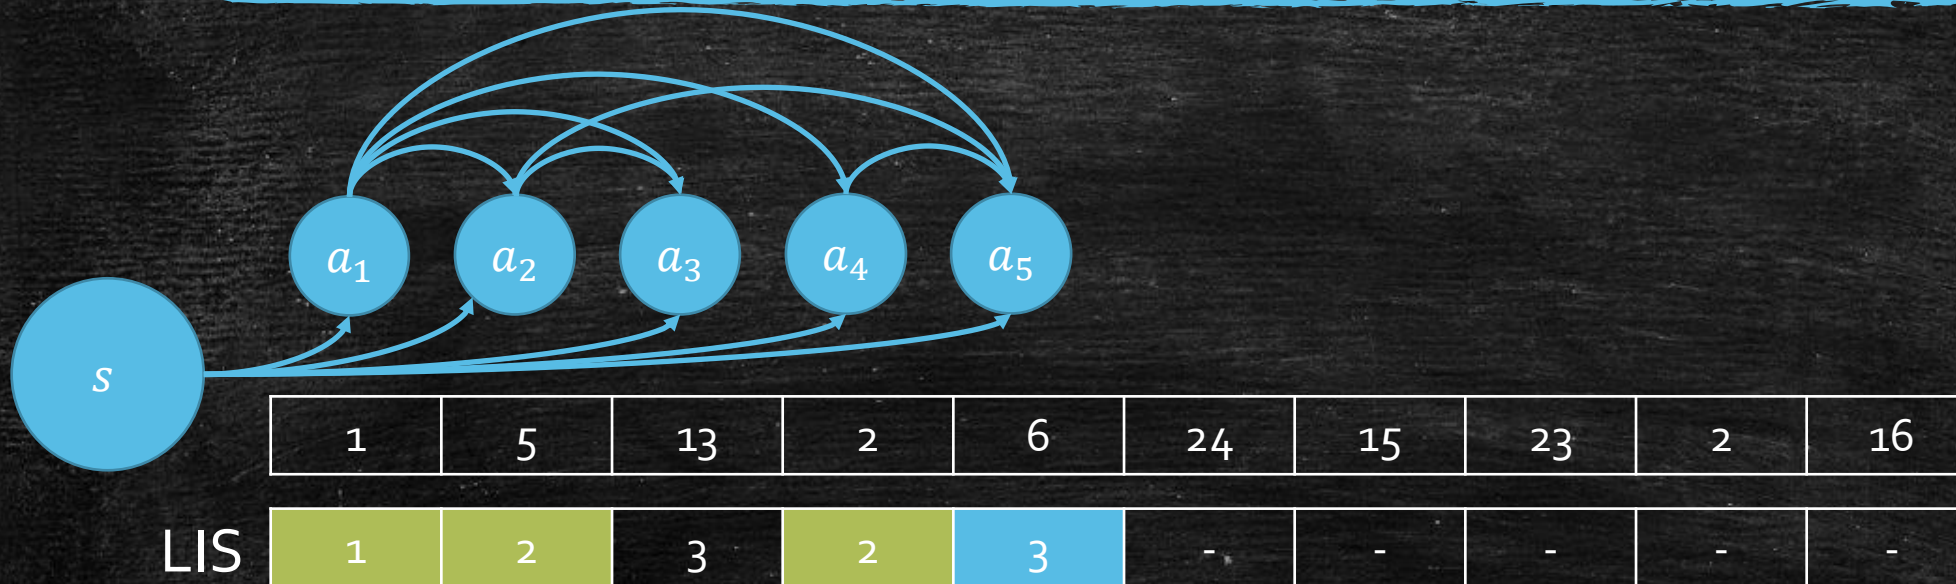 a₁ a₂ a₃ a₄ a₅
s
1 5 13 2 6 24 15 23 2 16
LIS 1 2 3 2 3 - - - - -